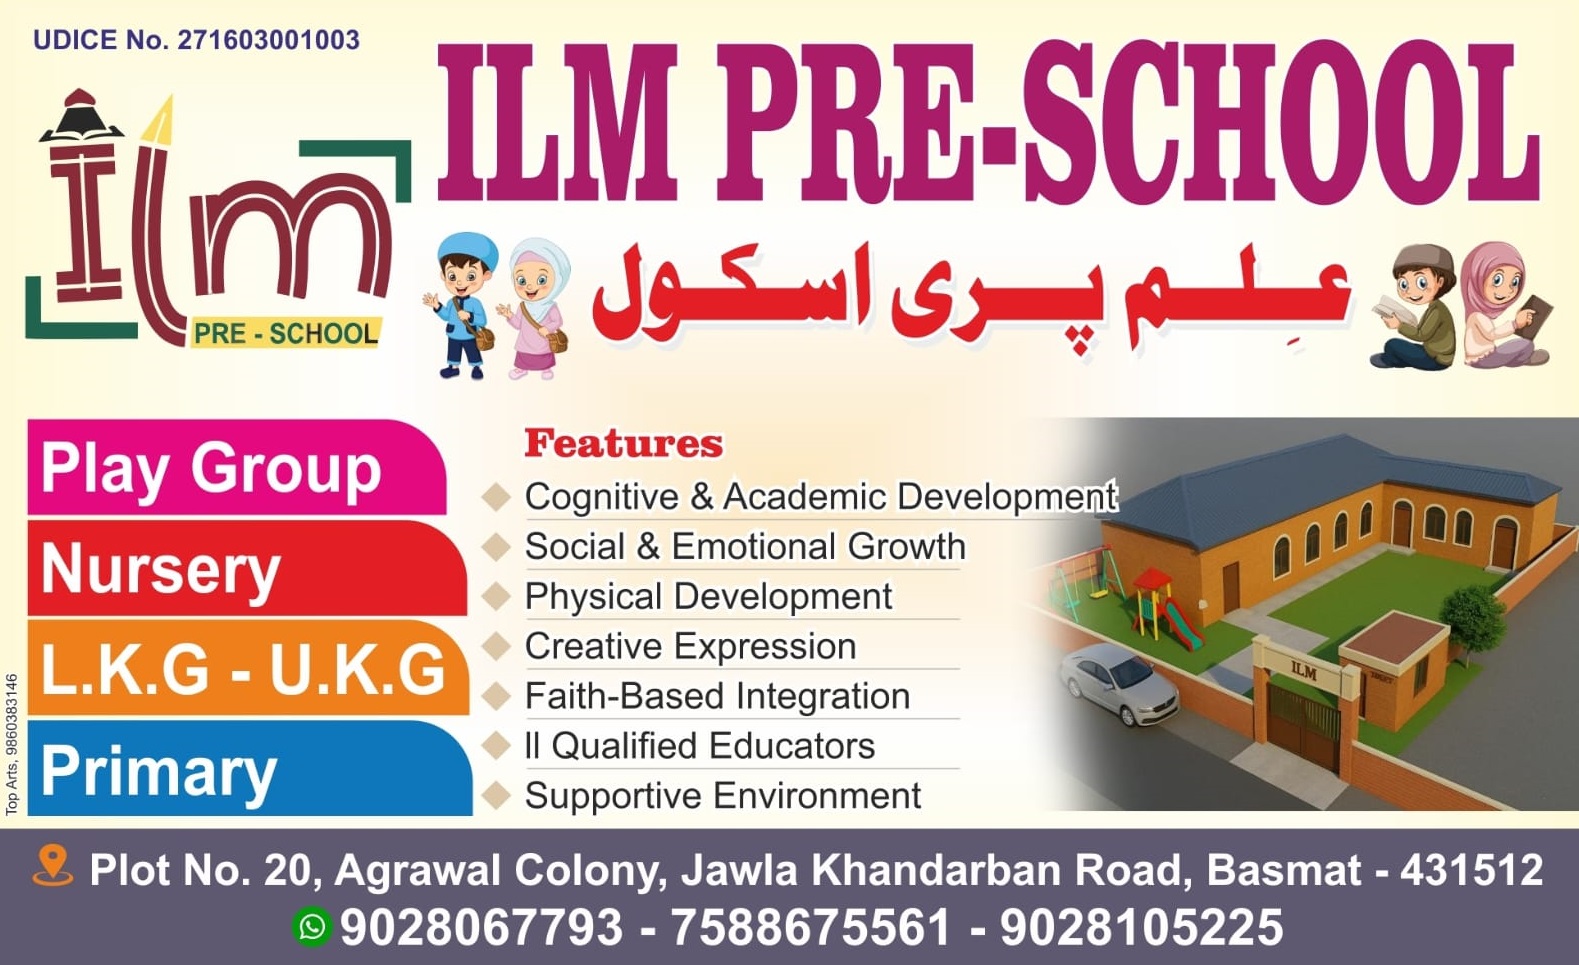 UDICE No. 271603001003
Ilm
PRE - SCHOOL
ILM PRE-SCHOOL
عِلم پری اسکول
Play Group
Nursery
L.K.G - U.K.G
Primary
Features
Cognitive & Academic Development
Social & Emotional Growth
Physical Development
Creative Expression
Faith-Based Integration
ll Qualified Educators
Supportive Environment
ILM
Top Arts, 9860383146
Plot No. 20, Agrawal Colony, Jawla Khandarban Road, Basmat - 431512
9028067793 - 7588675561 - 9028105225